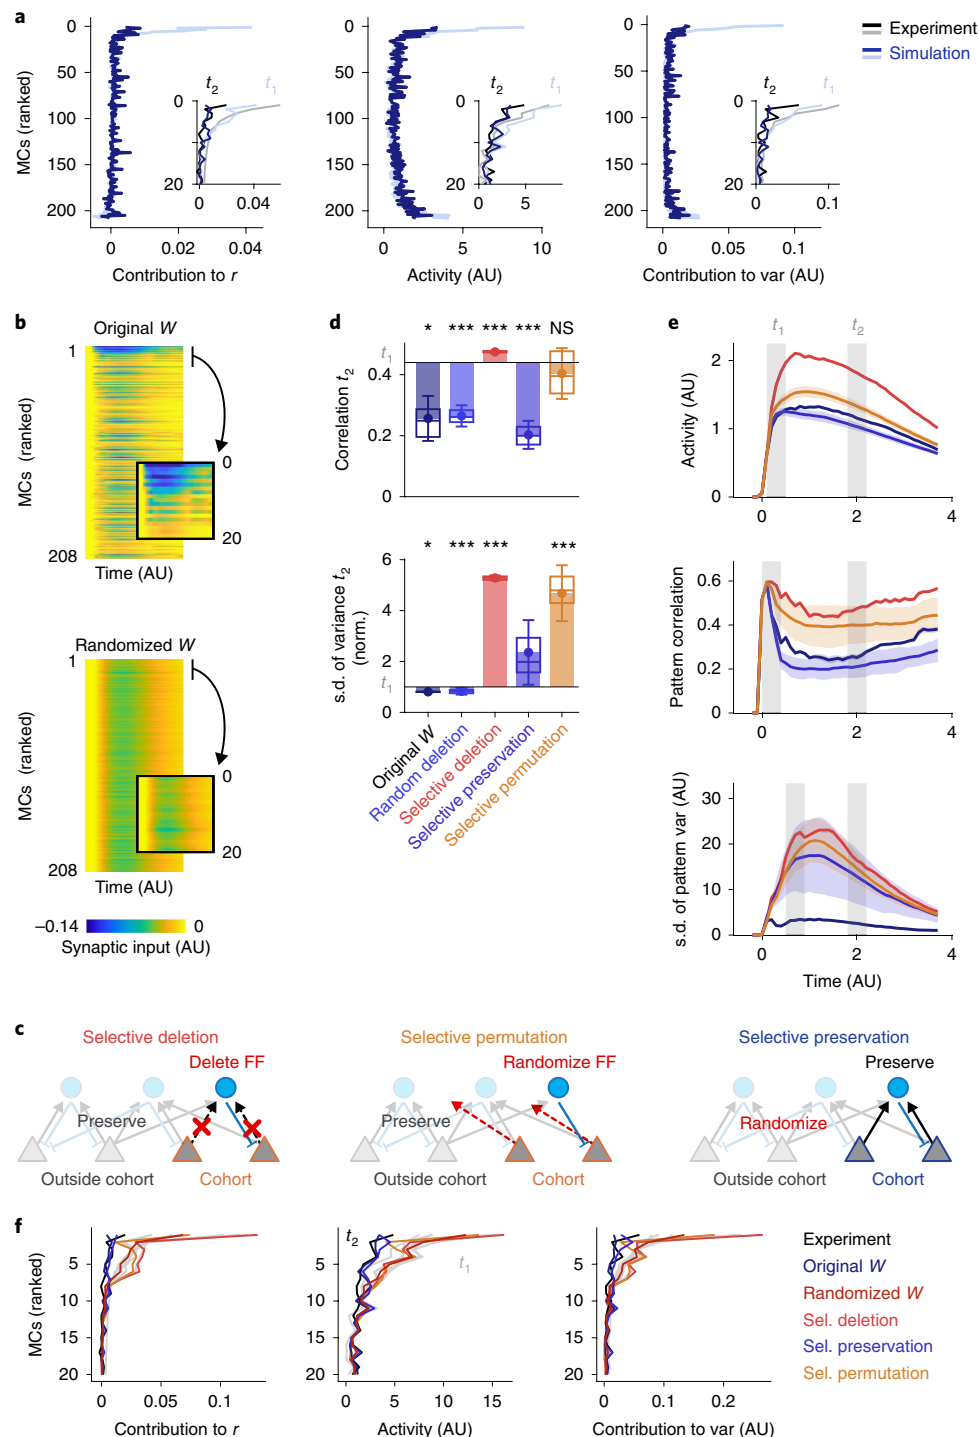 a
0
50
100
150
200
MCs (ranked)
t2
t1
0
20
0
0.04
0
0.02
0.04
Contribution to r
t2
t1
0
20
0
5
0
5
10
Activity (AU)
0
50
100
150
200
t2
t1
0
20
0
0.1
0
0.05
0.1
Contribution to var (AU)
Experiment
Simulation
b
Original W
1
MCs (ranked)
208
0
20
Time (AU)
Randomized W
1
MCs (ranked)
208
0
20
Time (AU)
–0.14
0
Synaptic input (AU)
d
* *** *** *** NS
t1
0.4
0.2
0
Correlation t2
* *** *** ***
6
4
2
t1
0
s.d. of variance t2
(norm.)
Original W
Random deletion
Selective deletion
Selective preservation
Selective permutation
e
t1
t2
2
1
0
Activity (AU)
0
2
4
0.6
0.4
0.2
0
Pattern correlation
0
2
4
30
20
10
0
s.d. of pattern var (AU)
0
2
4
Time (AU)
c
Selective deletion
Delete FF
Preserve
Outside cohort
Cohort
Selective permutation
Randomize FF
Preserve
Outside cohort
Cohort
Selective preservation
Preserve
Randomize
Outside cohort
Cohort
f
MCs (ranked)
5
10
15
20
0
0.1
Contribution to r
t2
t1
5
10
15
20
0
5
10
15
Activity (AU)
5
10
15
20
0
0.1
0.2
Contribution to var (AU)
Experiment
Original W
Randomized W
Sel. deletion
Sel. preservation
Sel. permutation